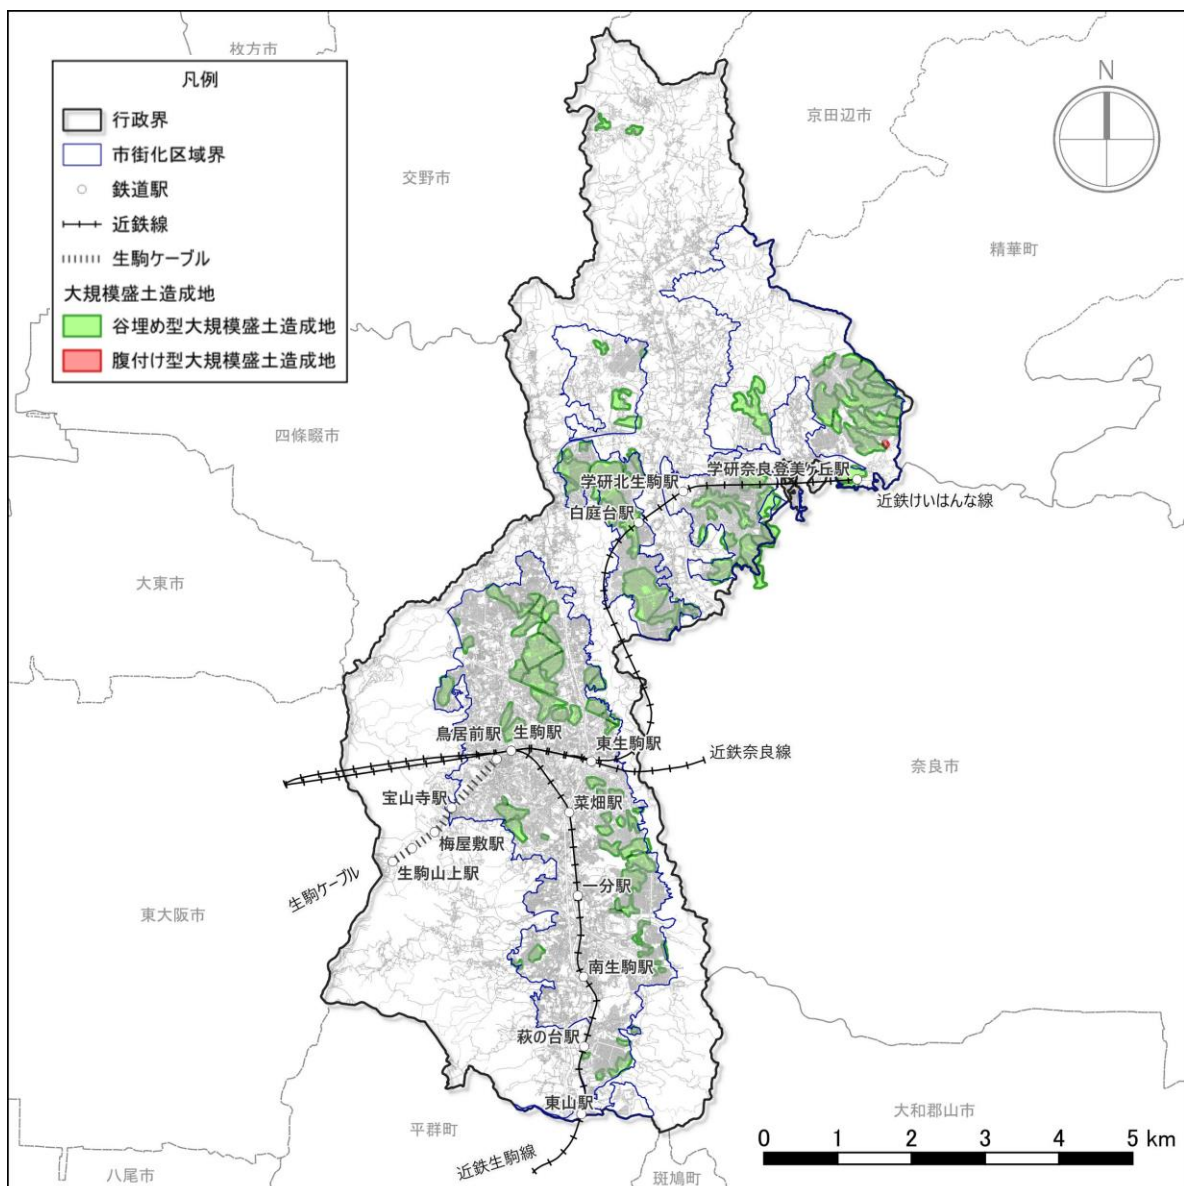 枚方市
凡例
行政界
市街化区域界
鉄道駅
近鉄線
生駒ケーブル
大規模盛土造成地
谷埋め型大規模盛土造成地
腹付け型大規模盛土造成地
N
京田辺市
交野市
精華町
四條畷市
学研奈良登美ケ丘駅
学研北生駒駅
近鉄けいはんな線
白庭台駅
大東市
鳥居前駅
生駒駅
東生駒駅
近鉄奈良線
奈良市
宝山寺駅
菜畑駅
梅屋敷駅
生駒山上駅
生駒ケーブル
一分駅
東大阪市
南生駒駅
萩の台駅
東山駅
大和郡山市
平群町
近鉄生駒線
八尾市
斑鳩町
0 1 2 3 4 5 km